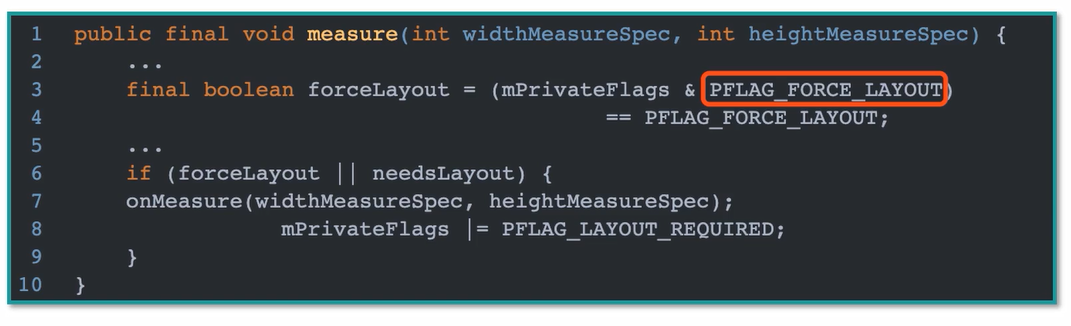 1 public final void measure(int widthMeasureSpec, int heightMeasureSpec) {
2 ...
3 final boolean forceLayout = (mPrivateFlags & PFLAG_FORCE_LAYOUT)
4 == PFLAG_FORCE_LAYOUT;
5 ...
6 if (forceLayout || needsLayout) {
7 onMeasure(widthMeasureSpec, heightMeasureSpec);
8 mPrivateFlags |= PFLAG_LAYOUT_REQUIRED;
9 }
10 }